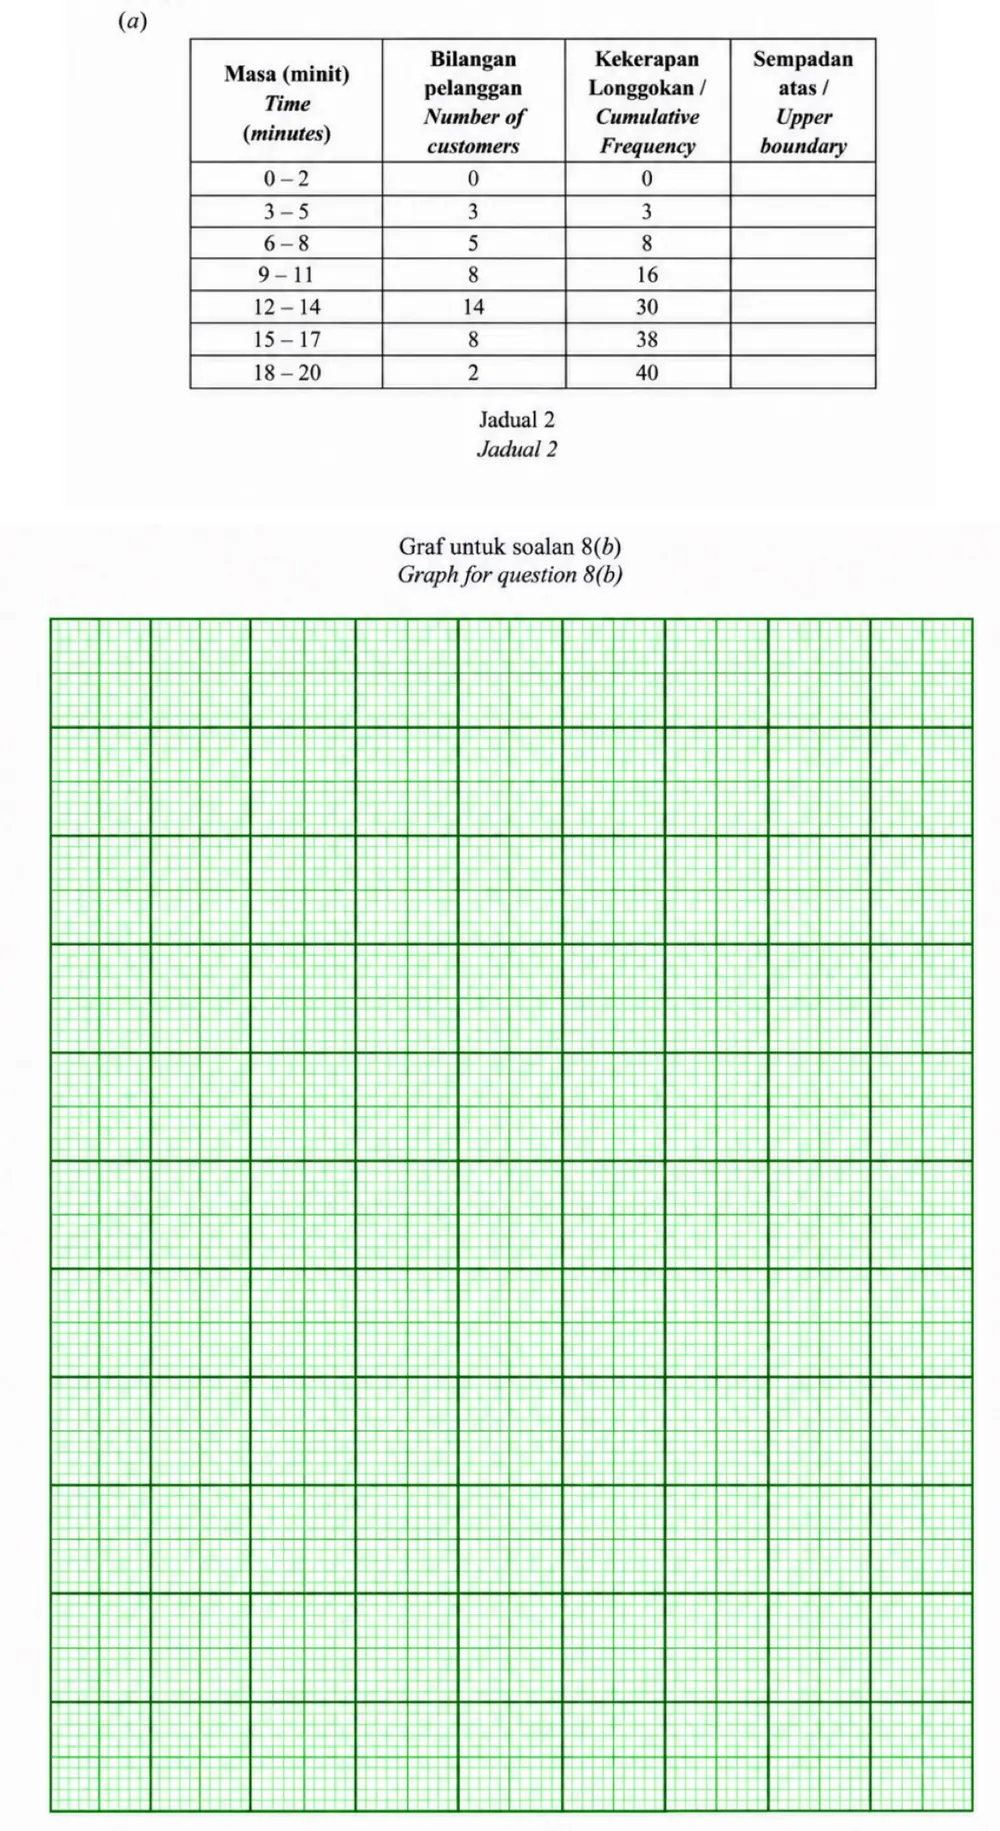 (a)
Masa (minit)
Time
(minutes)
Bilangan
pelanggan
Number of
customers
Kekerapan
Longgokan /
Cumulative
Frequency
Sempadan
atas /
Upper
boundary
0 – 2 0 0
3 – 5 3 3
6 – 8 5 8
9 – 11 8 16
12 – 14 14 30
15 – 17 8 38
18 – 20 2 40
Jadual 2
Jadual 2
Graf untuk soalan 8(b)
Graph for question 8(b)